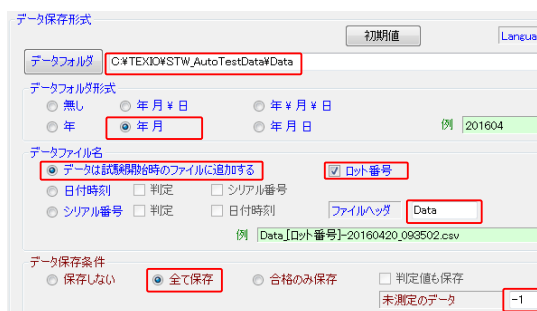 データ保存形式
初期値
データフォルダ C:¥TEXIO¥STW_AutoTestData¥Data
データフォルダ形式
無し 年月¥日 年¥月¥日
年 年月 年月日 例 201604
データファイル名
データは試験開始時のファイルに追加する ロット番号
日付時刻 判定 シリアル番号
シリアル番号 判定 日付時刻 ファイルヘッダ Data
例 Data_[ロット番号]-20160420_093502.csv
データ保存条件
保存しない 全て保存 合格のみ保存 判定値も保存
未測定のデータ -1